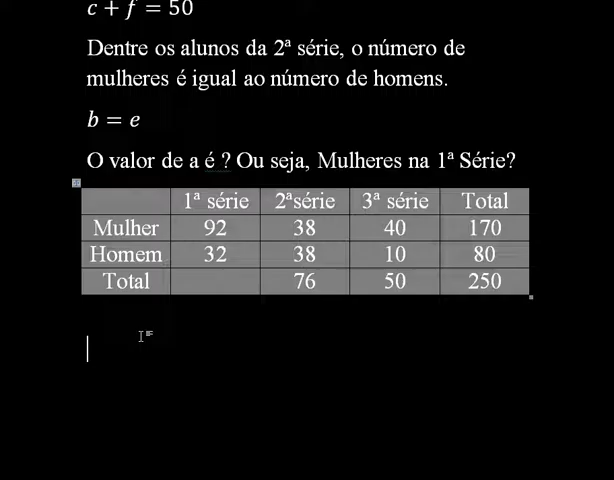 c + f = 50
Dentre os alunos da 2ª série, o número de
mulheres é igual ao número de homens.
b = e
O valor de a é ? Ou seja, Mulheres na 1ª Série?
1ª série 2ªsérie 3ª série Total
Mulher 92 38 40 170
Homem 32 38 10 80
Total 76 50 250